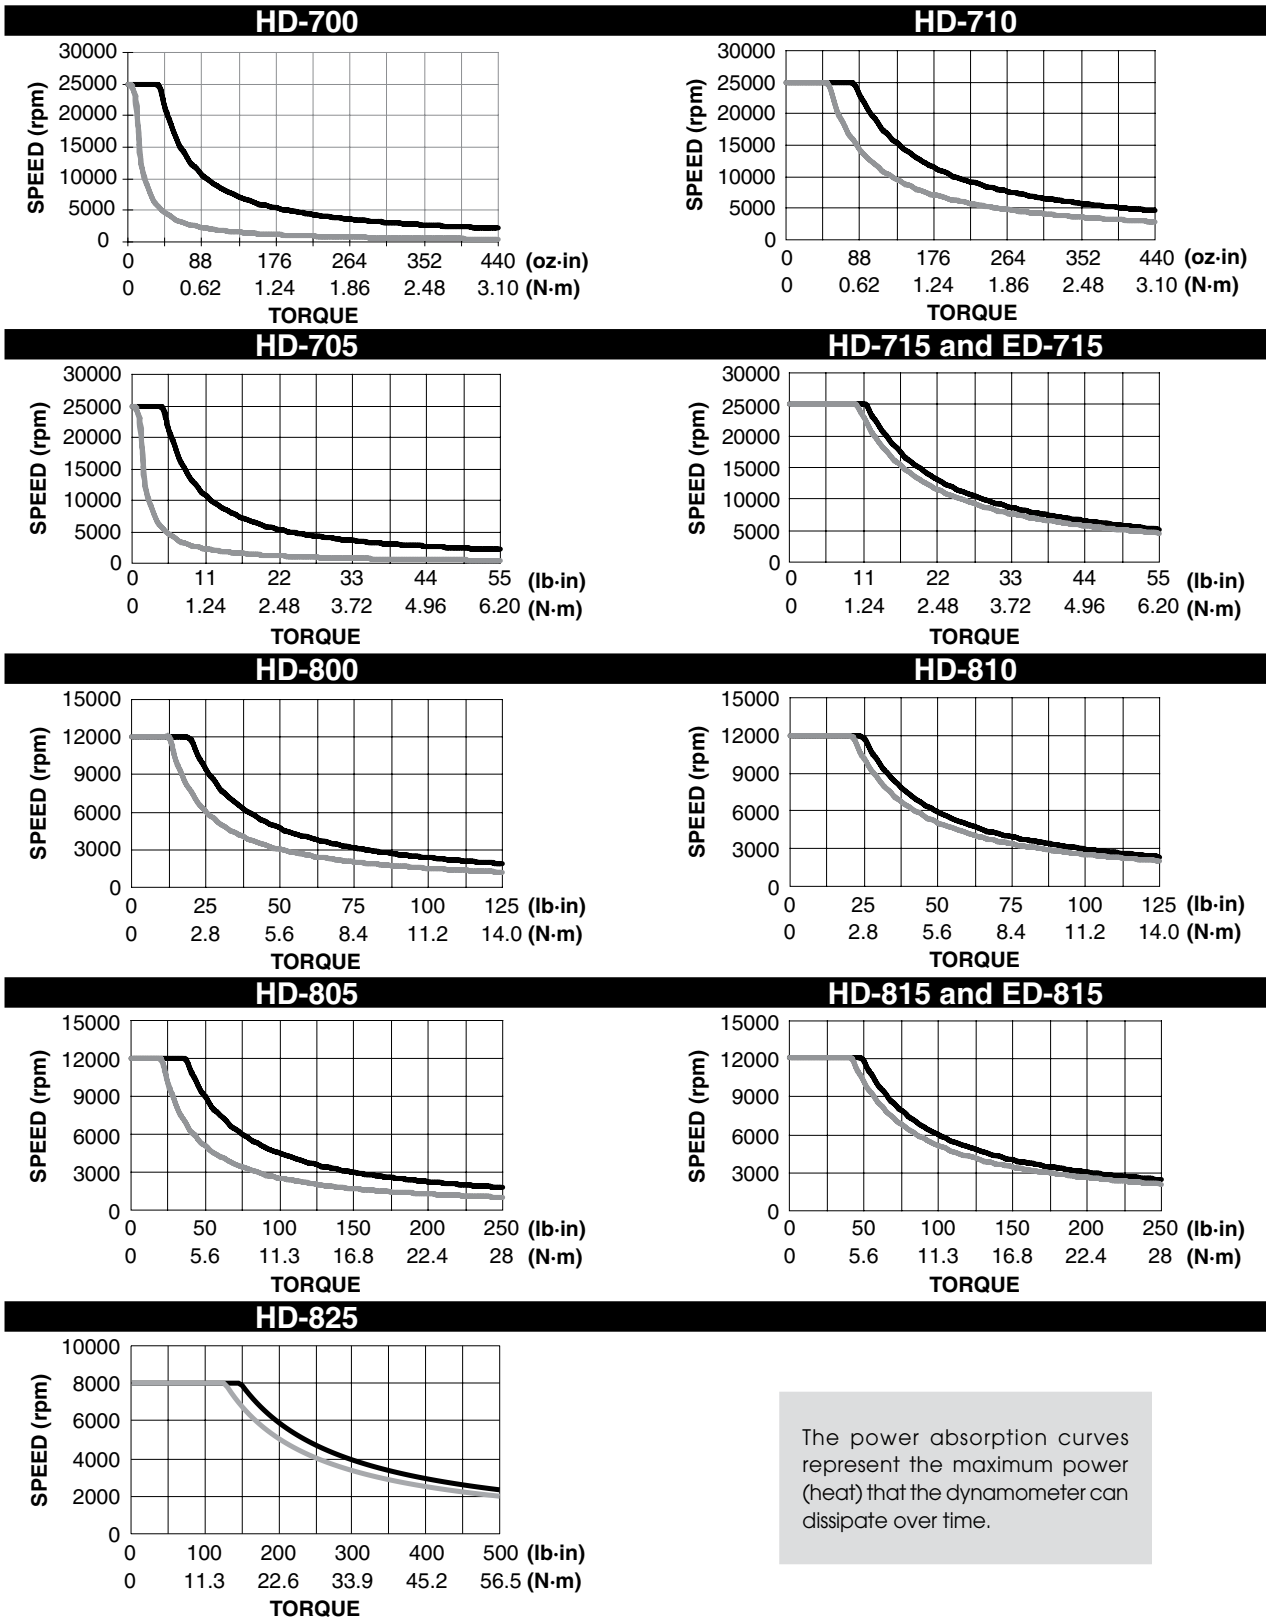 HD-700
30000
25000
20000
15000
10000
5000
0
SPEED (rpm)
0 88 176 264 352 440 (oz·in)
0 0.62 1.24 1.86 2.48 3.10 (N·m)
TORQUE
HD-710
30000
25000
20000
15000
10000
5000
0
SPEED (rpm)
0 88 176 264 352 440 (oz·in)
0 0.62 1.24 1.86 2.48 3.10 (N·m)
TORQUE
HD-705
30000
25000
20000
15000
10000
5000
0
SPEED (rpm)
0 11 22 33 44 55 (lb·in)
0 1.24 2.48 3.72 4.96 6.20 (N·m)
TORQUE
HD-715 and ED-715
30000
25000
20000
15000
10000
5000
0
SPEED (rpm)
0 11 22 33 44 55 (lb·in)
0 1.24 2.48 3.72 4.96 6.20 (N·m)
TORQUE
HD-800
15000
12000
9000
6000
3000
0
SPEED (rpm)
0 25 50 75 100 125 (lb·in)
0 2.8 5.6 8.4 11.2 14.0 (N·m)
TORQUE
HD-810
15000
12000
9000
6000
3000
0
SPEED (rpm)
0 25 50 75 100 125 (lb·in)
0 2.8 5.6 8.4 11.2 14.0 (N·m)
TORQUE
HD-805
15000
12000
9000
6000
3000
0
SPEED (rpm)
0 50 100 150 200 250 (lb·in)
0 5.6 11.3 16.8 22.4 28 (N·m)
TORQUE
HD-815 and ED-815
15000
12000
9000
6000
3000
0
SPEED (rpm)
0 50 100 150 200 250 (lb·in)
0 5.6 11.3 16.8 22.4 28 (N·m)
TORQUE
HD-825
10000
8000
6000
4000
2000
0
SPEED (rpm)
0 100 200 300 400 500 (lb·in)
0 11.3 22.6 33.9 45.2 56.5 (N·m)
TORQUE
The power absorption curves
represent the maximum power
(heat) that the dynamometer can
dissipate over time.